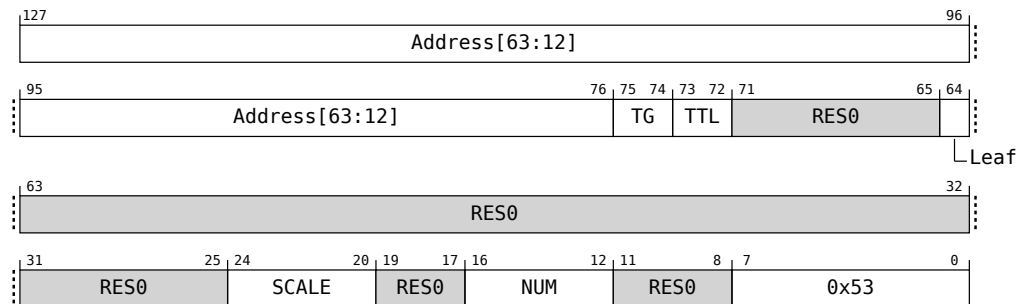 127 96
Address[63:12]
95 76 75 74 73 72 71 65 64
Address[63:12] TG TTL RES0
Leaf
63 32
RES0
31 25 24 20 19 17 16 12 11 8 7 0
RES0 SCALE RES0 NUM RES0 0x53